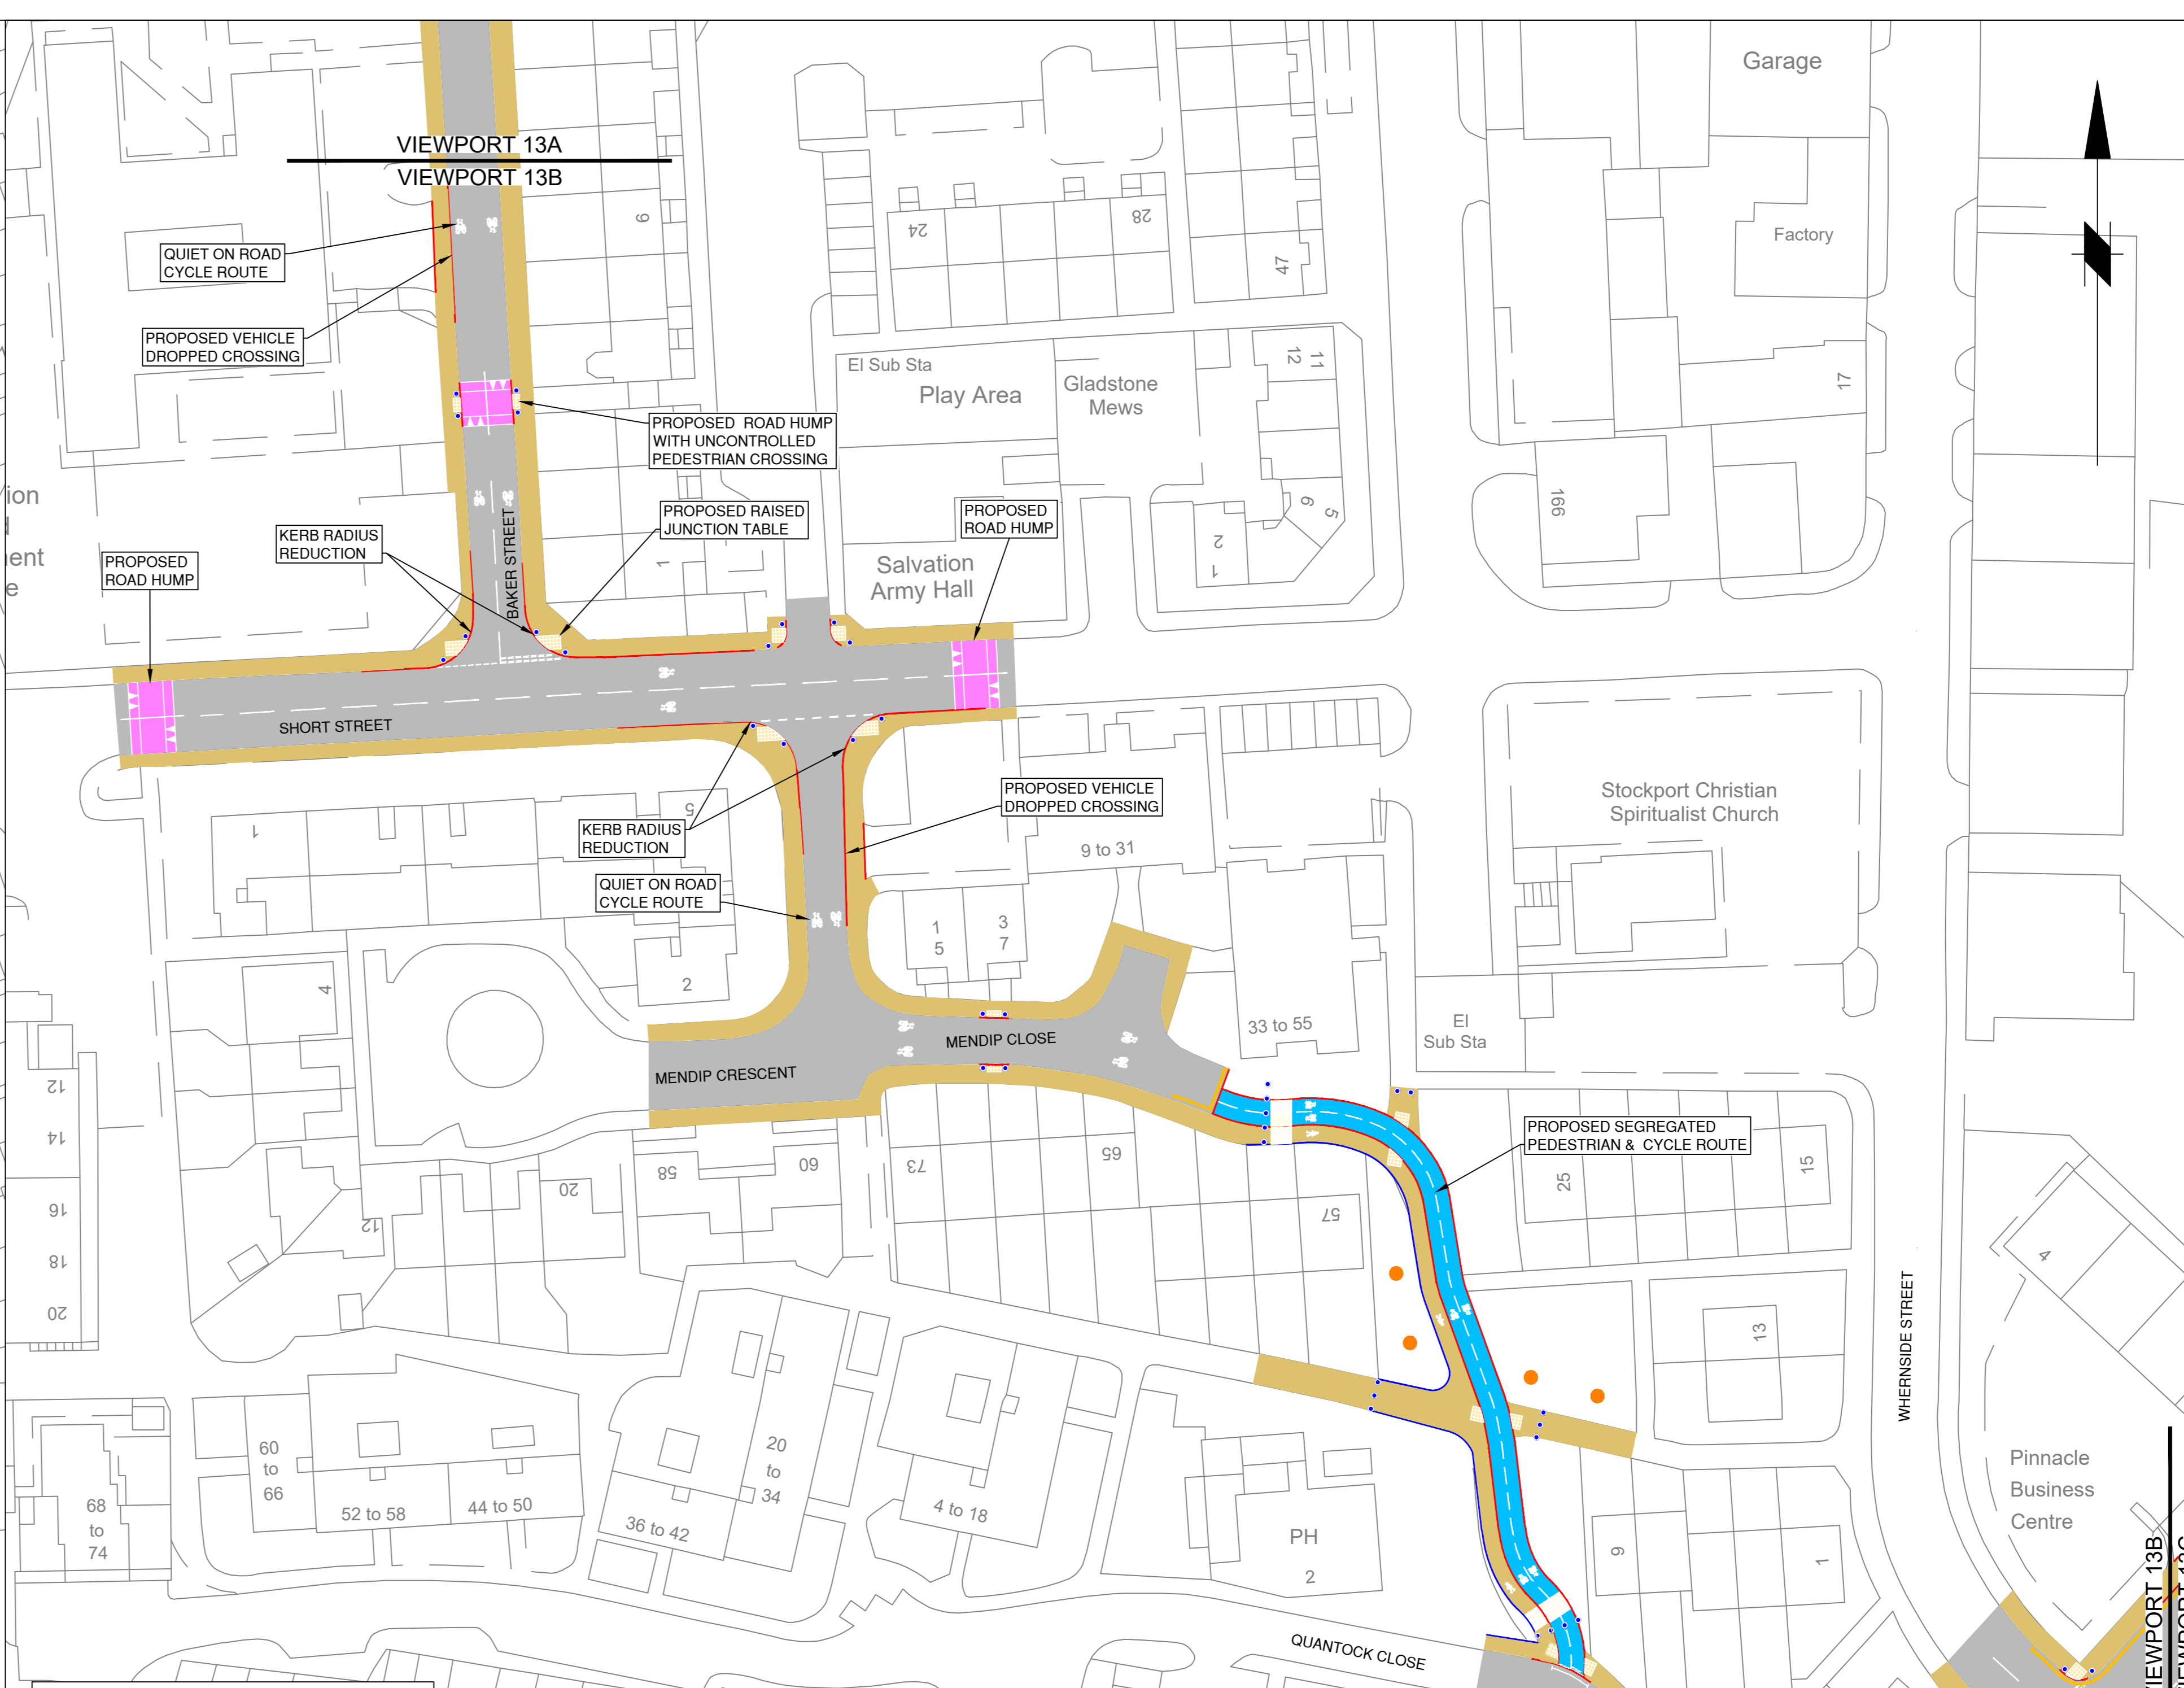 Garage
VIEWPORT 13A
VIEWPORT 13B
9
24
28
47
Factory
QUIET ON ROAD
CYCLE ROUTE
PROPOSED VEHICLE
DROPPED CROSSING
El Sub Sta
Play Area
Gladstone
Mews
12
11
17
PROPOSED ROAD HUMP
WITH UNCONTROLLED
PEDESTRIAN CROSSING
ion
ent
e
KERB RADIUS
REDUCTION
PROPOSED
ROAD HUMP
BAKER STREET
PROPOSED RAISED
JUNCTION TABLE
1
PROPOSED
ROAD HUMP
Salvation
Army Hall
6
5
2
1
166
SHORT STREET
1
5
KERB RADIUS
REDUCTION
QUIET ON ROAD
CYCLE ROUTE
PROPOSED VEHICLE
DROPPED CROSSING
9 to 31
Stockport Christian
Spiritualist Church
1
5
3
7
4
2
33 to 55
El
Sub Sta
MENDIP CLOSE
MENDIP CRESCENT
12
14
16
18
20
12
20
58
60
73
65
57
PROPOSED SEGREGATED
PEDESTRIAN & CYCLE ROUTE
25
15
13
4
WHERNSIDE STREET
60
to
66
52 to 58
44 to 50
68
to
74
20
to
34
36 to 42
4 to 18
PH
2
9
1
Pinnacle
Business
Centre
QUANTOCK CLOSE
VIEWPORT 13B